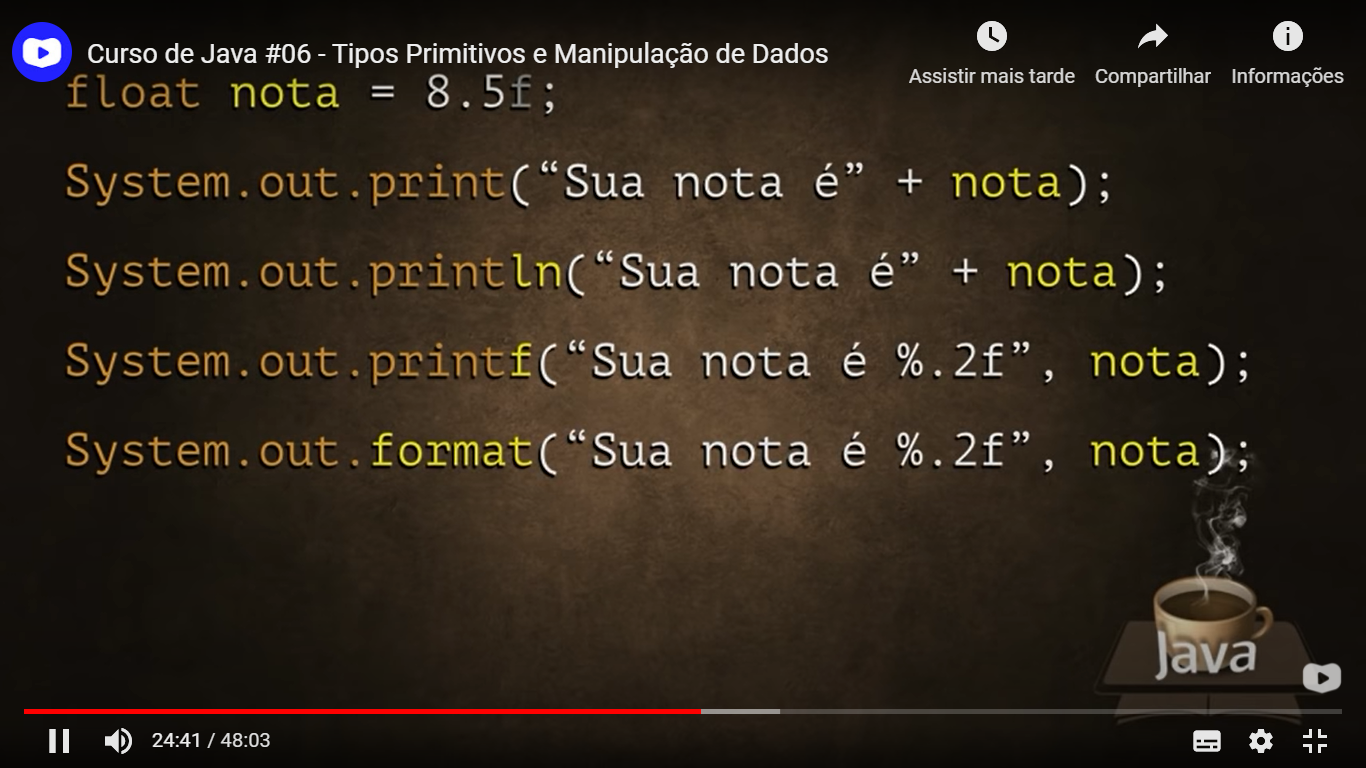 Curso de Java #06 - Tipos Primitivos e Manipulação de Dados
Assistir mais tarde
Compartilhar
Informações
float nota = 8.5f;
System.out.print(“Sua nota é” + nota);
System.out.println(“Sua nota é” + nota);
System.out.printf(“Sua nota é %.2f”, nota);
System.out.format(“Sua nota é %.2f”, nota);
Java
24:41 / 48:03